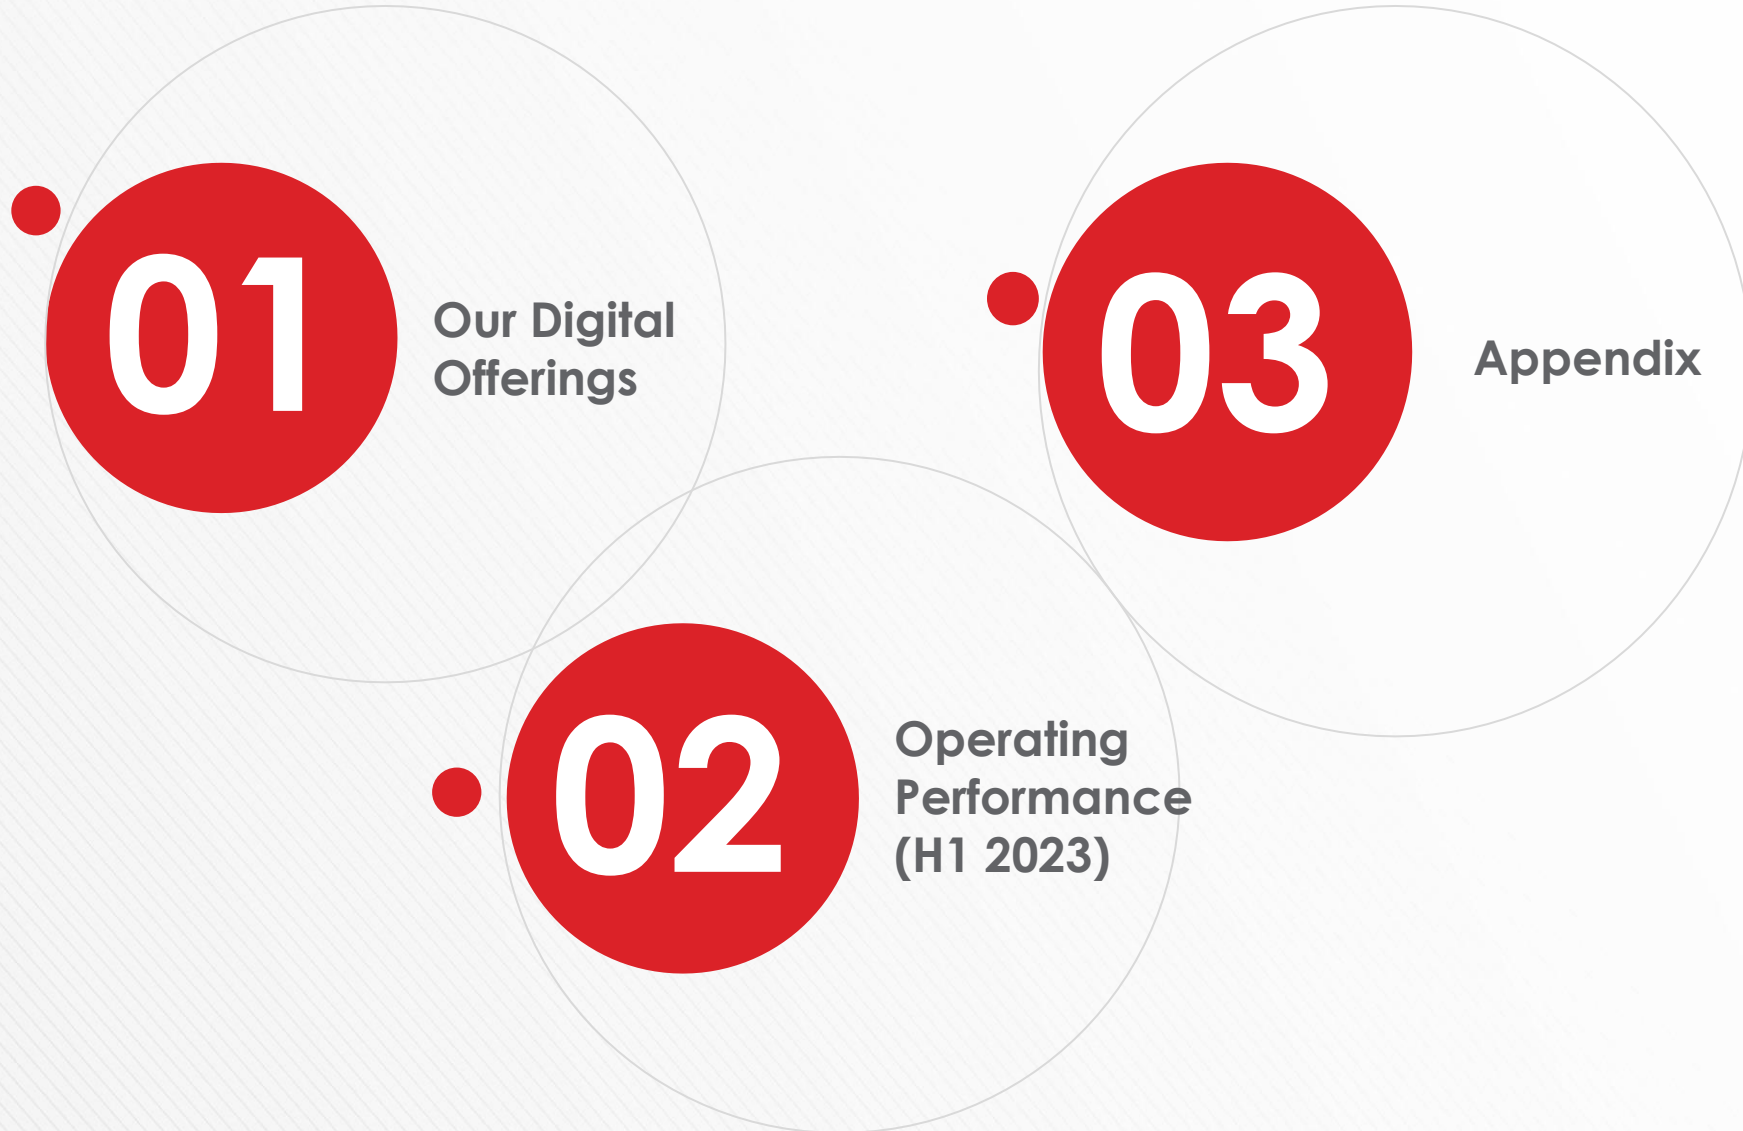 01
Our Digital
Offerings
02
Operating
Performance
(H1 2023)
03
Appendix